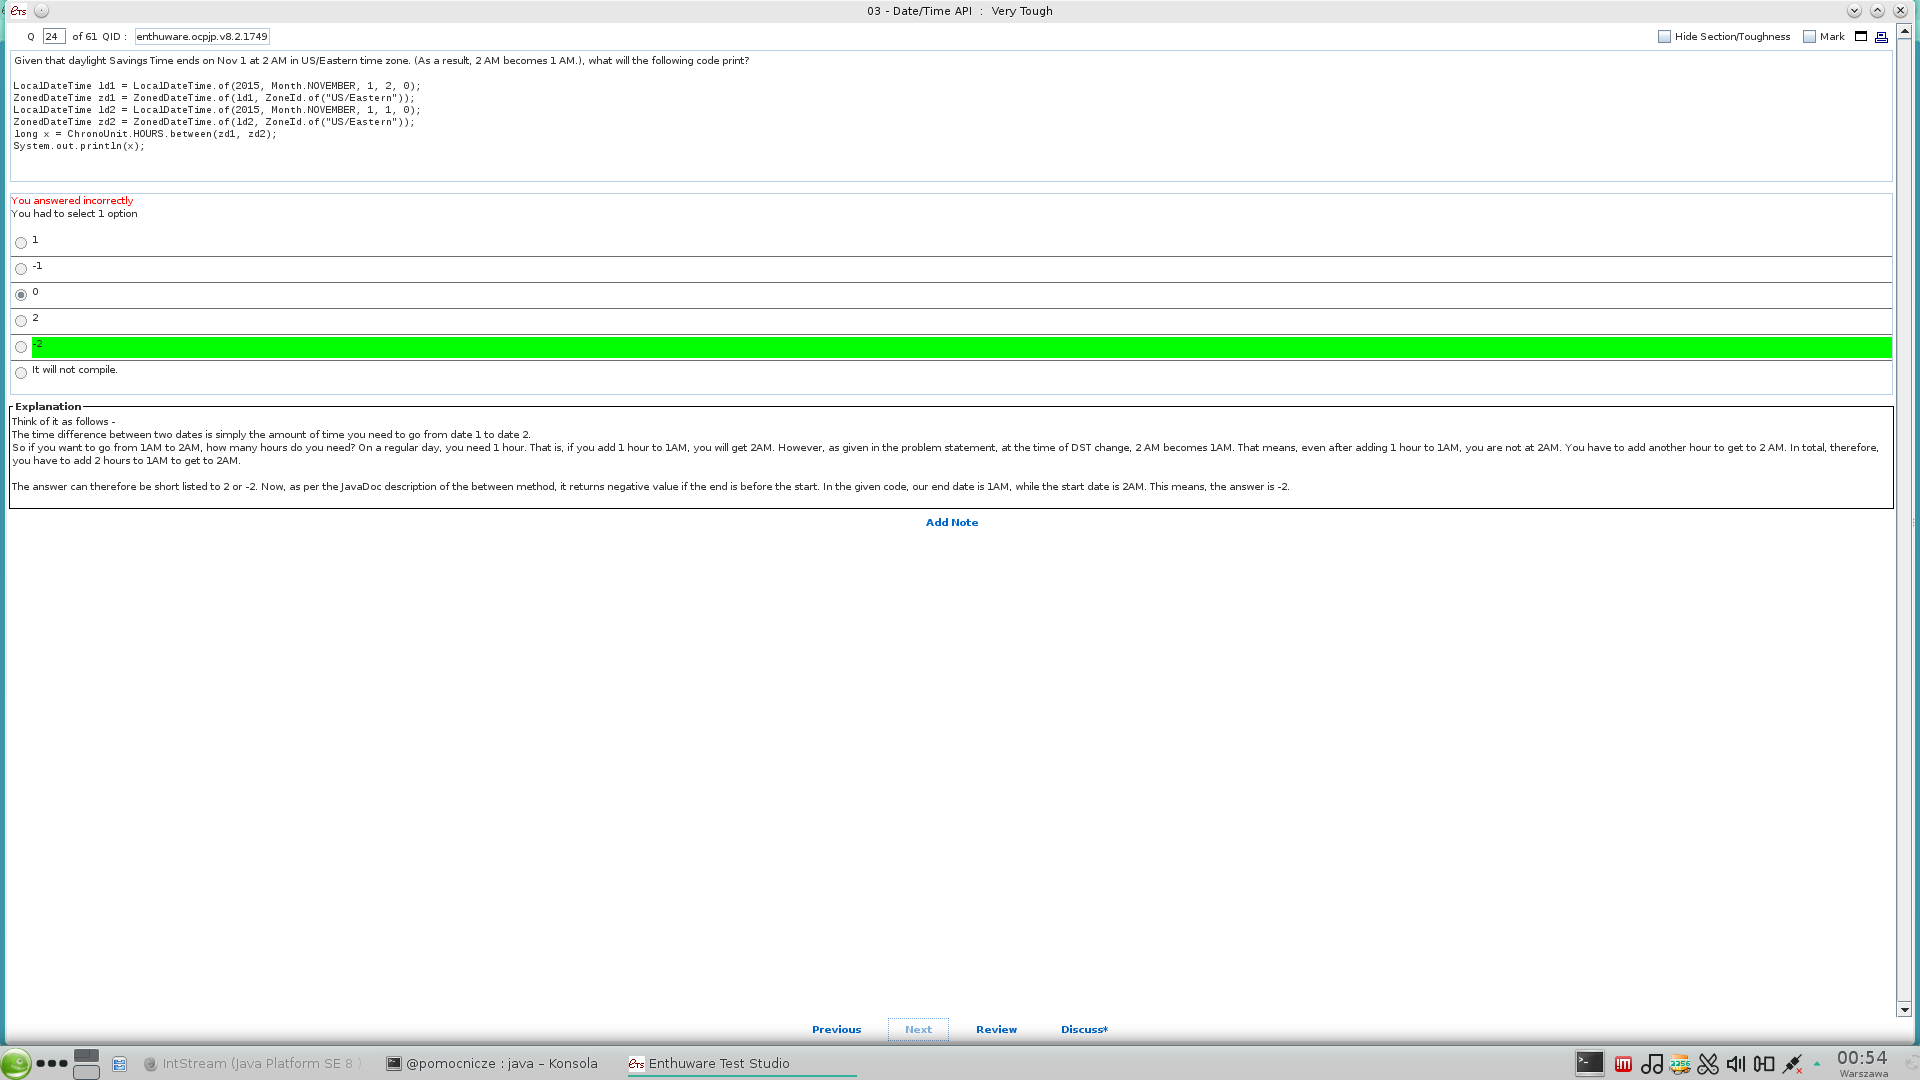 ETS
03 - Date/Time API : Very Tough
Q 24 of 61 QID : enthuware.ocpjp.v8.2.1749
Hide Section/Toughness Mark
Given that daylight Savings Time ends on Nov 1 at 2 AM in US/Eastern time zone. (As a result, 2 AM becomes 1 AM.), what will the following code print?
LocalDateTime ld1 = LocalDateTime.of(2015, Month.NOVEMBER, 1, 2, 0);
ZonedDateTime zd1 = ZonedDateTime.of(ld1, ZoneId.of("US/Eastern"));
LocalDateTime ld2 = LocalDateTime.of(2015, Month.NOVEMBER, 1, 1, 0);
ZonedDateTime zd2 = ZonedDateTime.of(ld2, ZoneId.of("US/Eastern"));
long x = ChronoUnit.HOURS.between(zd1, zd2);
System.out.println(x);
You answered incorrectly
You had to select 1 option
1
-1
0
2
-2
It will not compile.
Explanation
Think of it as follows -
The time difference between two dates is simply the amount of time you need to go from date 1 to date 2.
So if you want to go from 1AM to 2AM, how many hours do you need? On a regular day, you need 1 hour. That is, if you add 1 hour to 1AM, you will get 2AM. However, as given in the problem statement, at the time of DST change, 2 AM becomes 1AM. That means, even after adding 1 hour to 1AM, you are not at 2AM. You have to add another hour to get to 2 AM. In total, therefore,
you have to add 2 hours to 1AM to get to 2AM.
The answer can therefore be short listed to 2 or -2. Now, as per the JavaDoc description of the between method, it returns negative value if the end is before the start. In the given code, our end date is 1AM, while the start date is 2AM. This means, the answer is -2.
Add Note
Previous Next Review Discuss*
IntStream (Java Platform SE 8 ) @pomocnicze : java – Konsola ETS Enthuware Test Studio
00:54
Warszawa